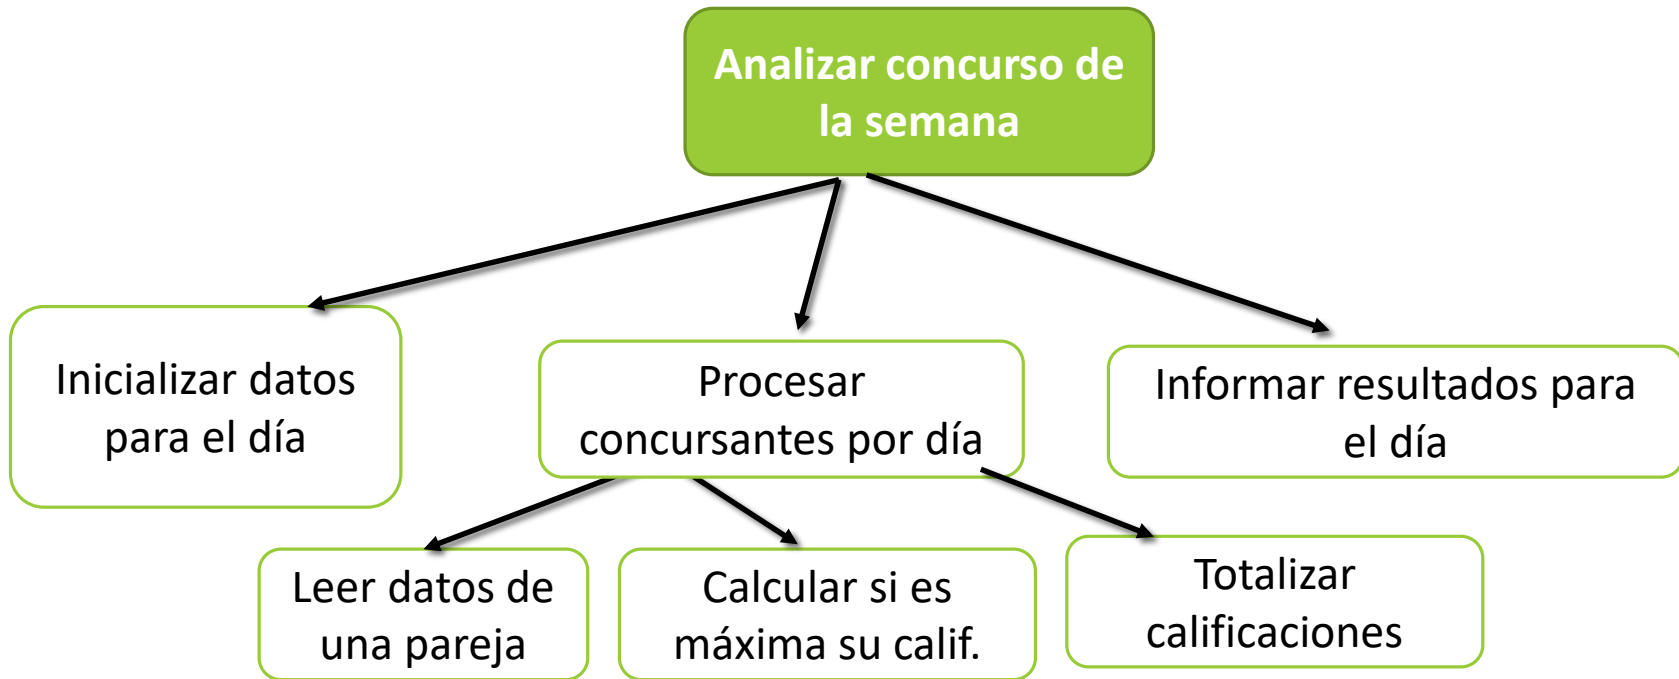 Analizar concurso de
la semana
Inicializar datos
para el día
Procesar
concursantes por día
Informar resultados para
el día
Leer datos de
una pareja
Calcular si es
máxima su calif.
Totalizar
calificaciones